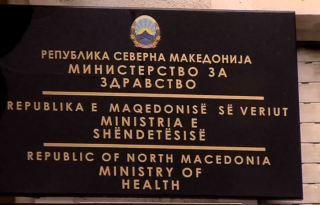 РЕПУБЛИКА СЕВЕРНА МАКЕДОНИЈА
МИНИСТЕРСТВО ЗА
ЗДРАВСТВО
REPUBLIKA E MAQEDONISË SË VERIUT
MINISTRIA E
SHËNDETËSISË
REPUBLIC OF NORTH MACEDONIA
MINISTRY OF
HEALTH